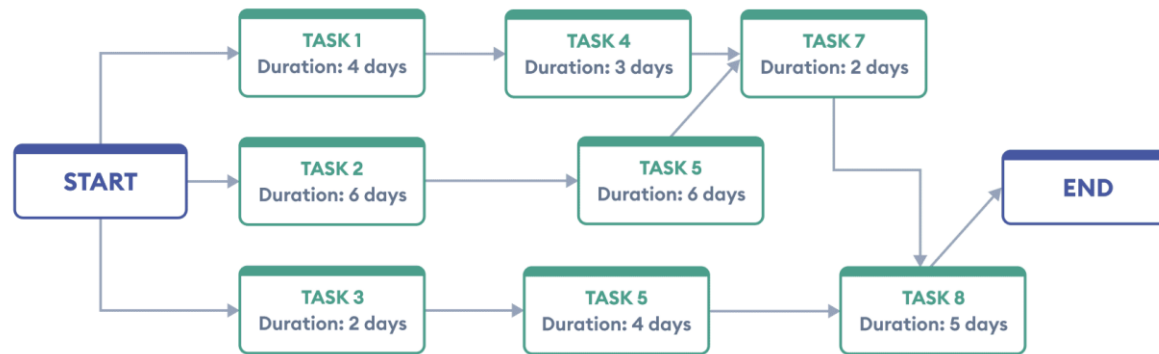 TASK 1
Duration: 4 days
TASK 4
Duration: 3 days
TASK 7
Duration: 2 days
START
TASK 2
Duration: 6 days
TASK 5
Duration: 6 days
END
TASK 3
Duration: 2 days
TASK 5
Duration: 4 days
TASK 8
Duration: 5 days